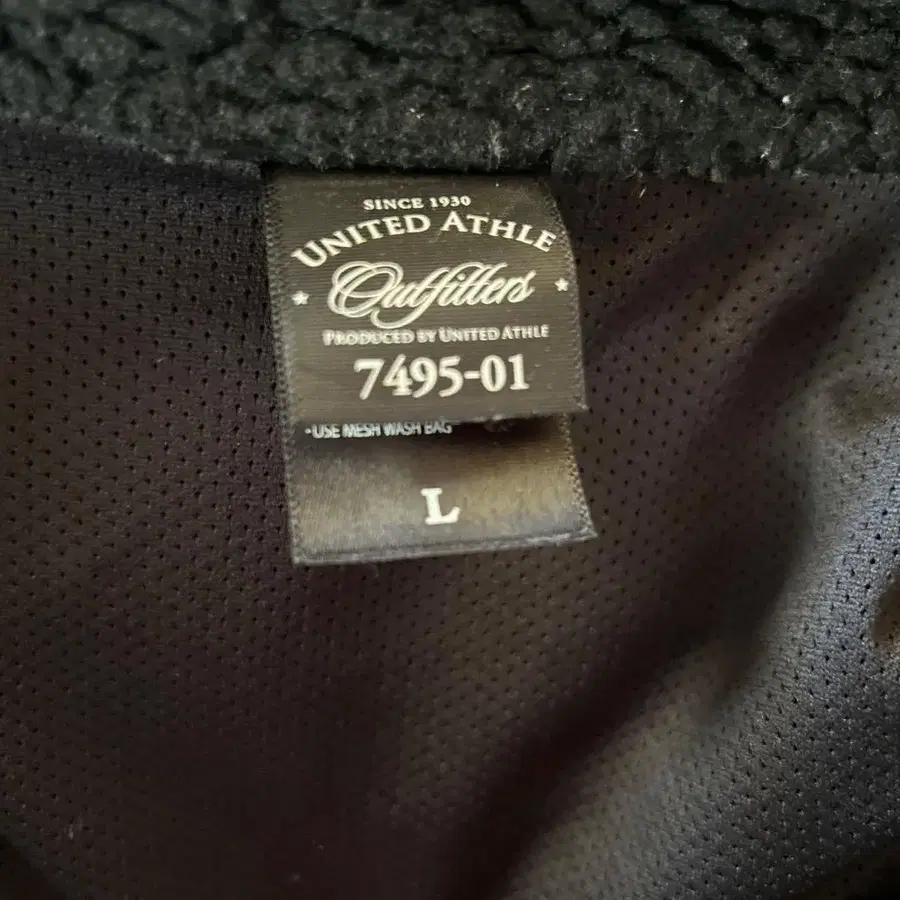 SINCE 1930
UNITED ATHLE
Outfitters
PRODUCED BY UNITED ATHLE
7495-01
·USE MESH WASH BAG
L